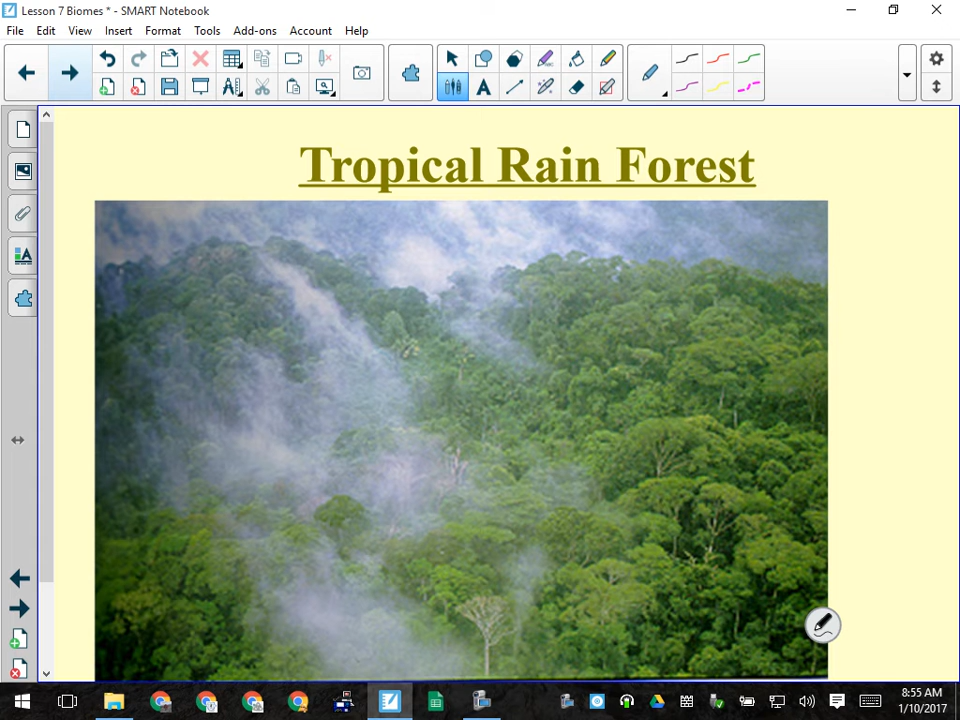 Lesson 7 Biomes * - SMART Notebook
File Edit View Insert Format Tools Add-ons Account Help
A
A
Tropical Rain Forest
8:55 AM
1/10/2017